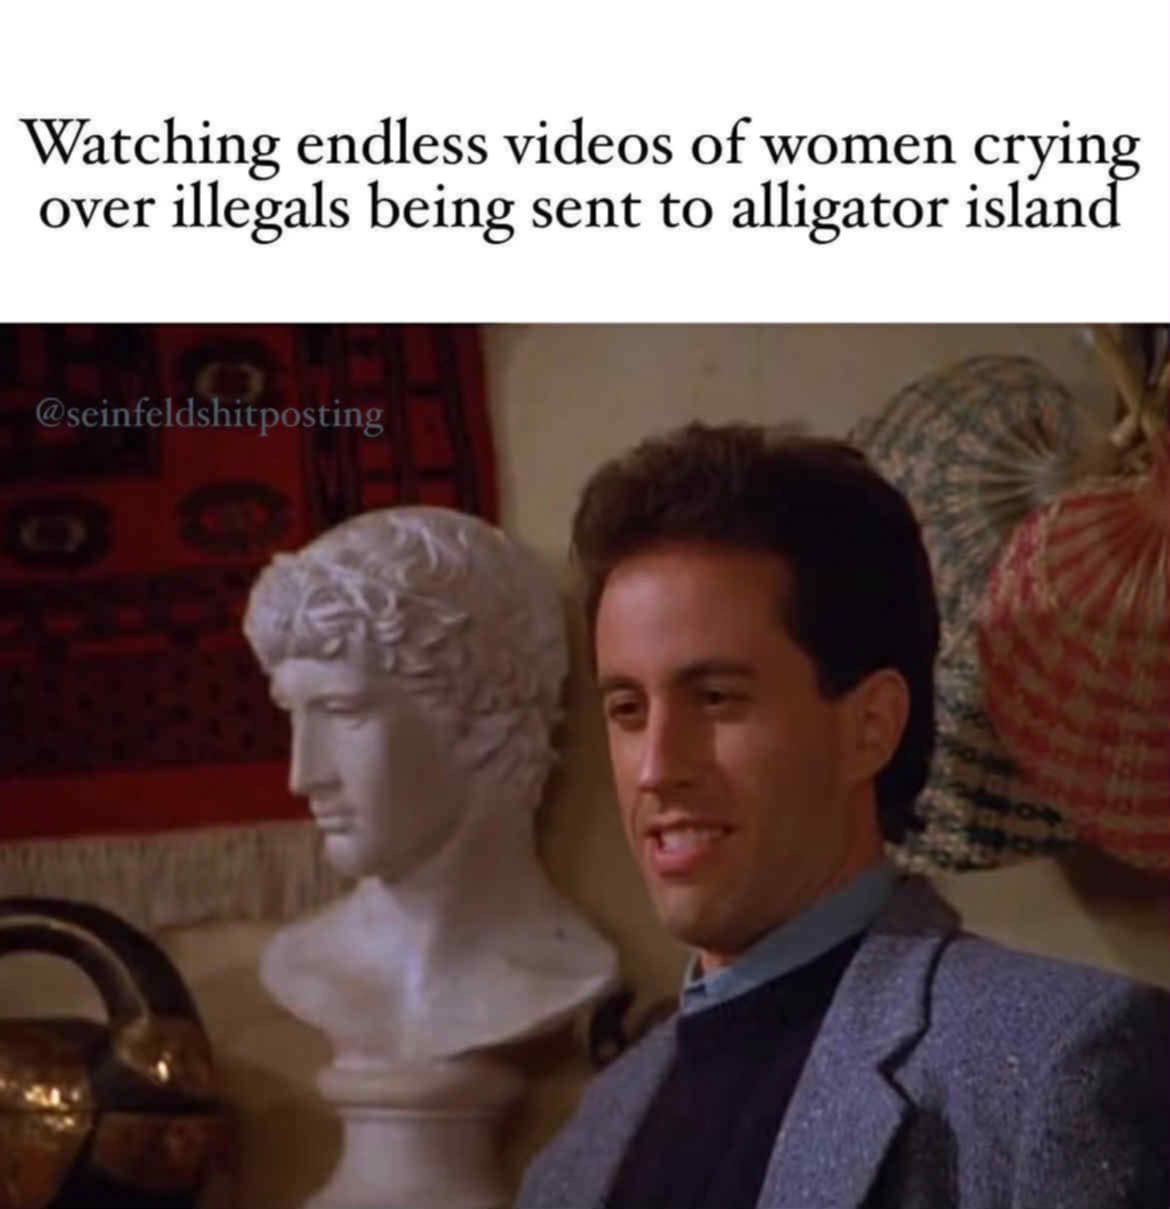 Watching endless videos of women crying
over illegals being sent to alligator island
@seinfeldshitposting